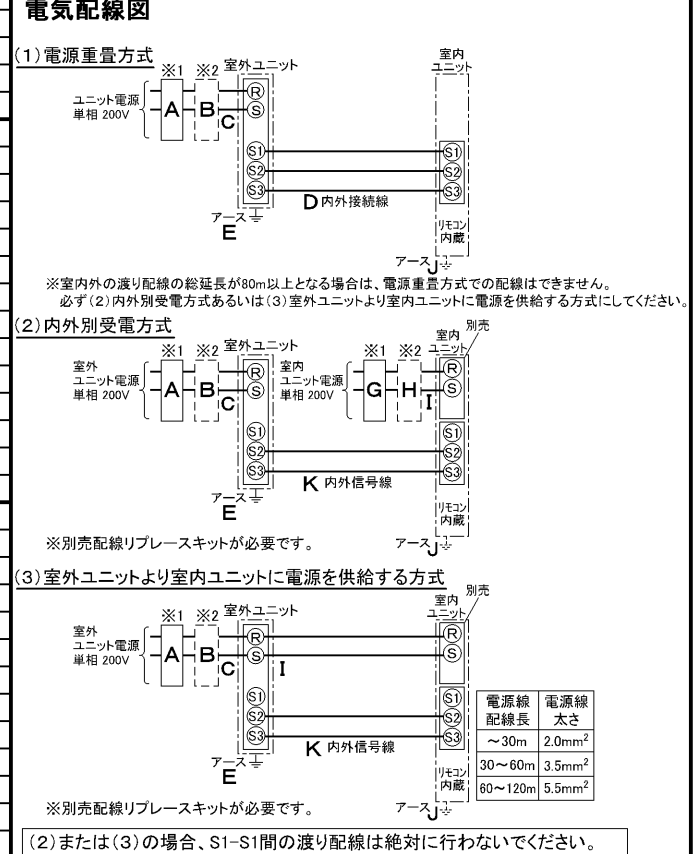 電気配線図
(1)電源重畳方式
※1 ※2 室外ユニット
室内
ユニット
ユニット電源
単相 200V
A B C
R
S
S1 S1
S2 S2
S3 S3
D 内外接続線
アース
E
リモコン
内蔵
アース J
※室内外の渡り配線の総延長が80m以上となる場合は、電源重畳方式での配線はできません。
必ず(2)内外別受電方式あるいは(3)室外ユニットより室内ユニットに電源を供給する方式にしてください。
(2)内外別受電方式
※1 ※2 室外ユニット
※1 ※2
室内
ユニット
別売
室外
ユニット電源
単相 200V
A B C
R
S
室内
ユニット電源
単相 200V
G H I
R
S
S1 S1
S2 S2
S3 S3
K 内外信号線
アース
E
リモコン
内蔵
※別売配線リプレースキットが必要です。
アース J
(3)室外ユニットより室内ユニットに電源を供給する方式
※1 ※2 室外ユニット
室内
ユニット
別売
室外
ユニット電源
単相 200V
A B C
R R
S S
I
S1 S1
S2 S2
S3 S3
K 内外信号線
アース
E
リモコン
内蔵
電源線
配線長
電源線
太さ
~30m 2.0mm²
30~60m 3.5mm²
60~120m 5.5mm²
※別売配線リプレースキットが必要です。
アース J
(2)または(3)の場合、S1-S1間の渡り配線は絶対に行わないでください。